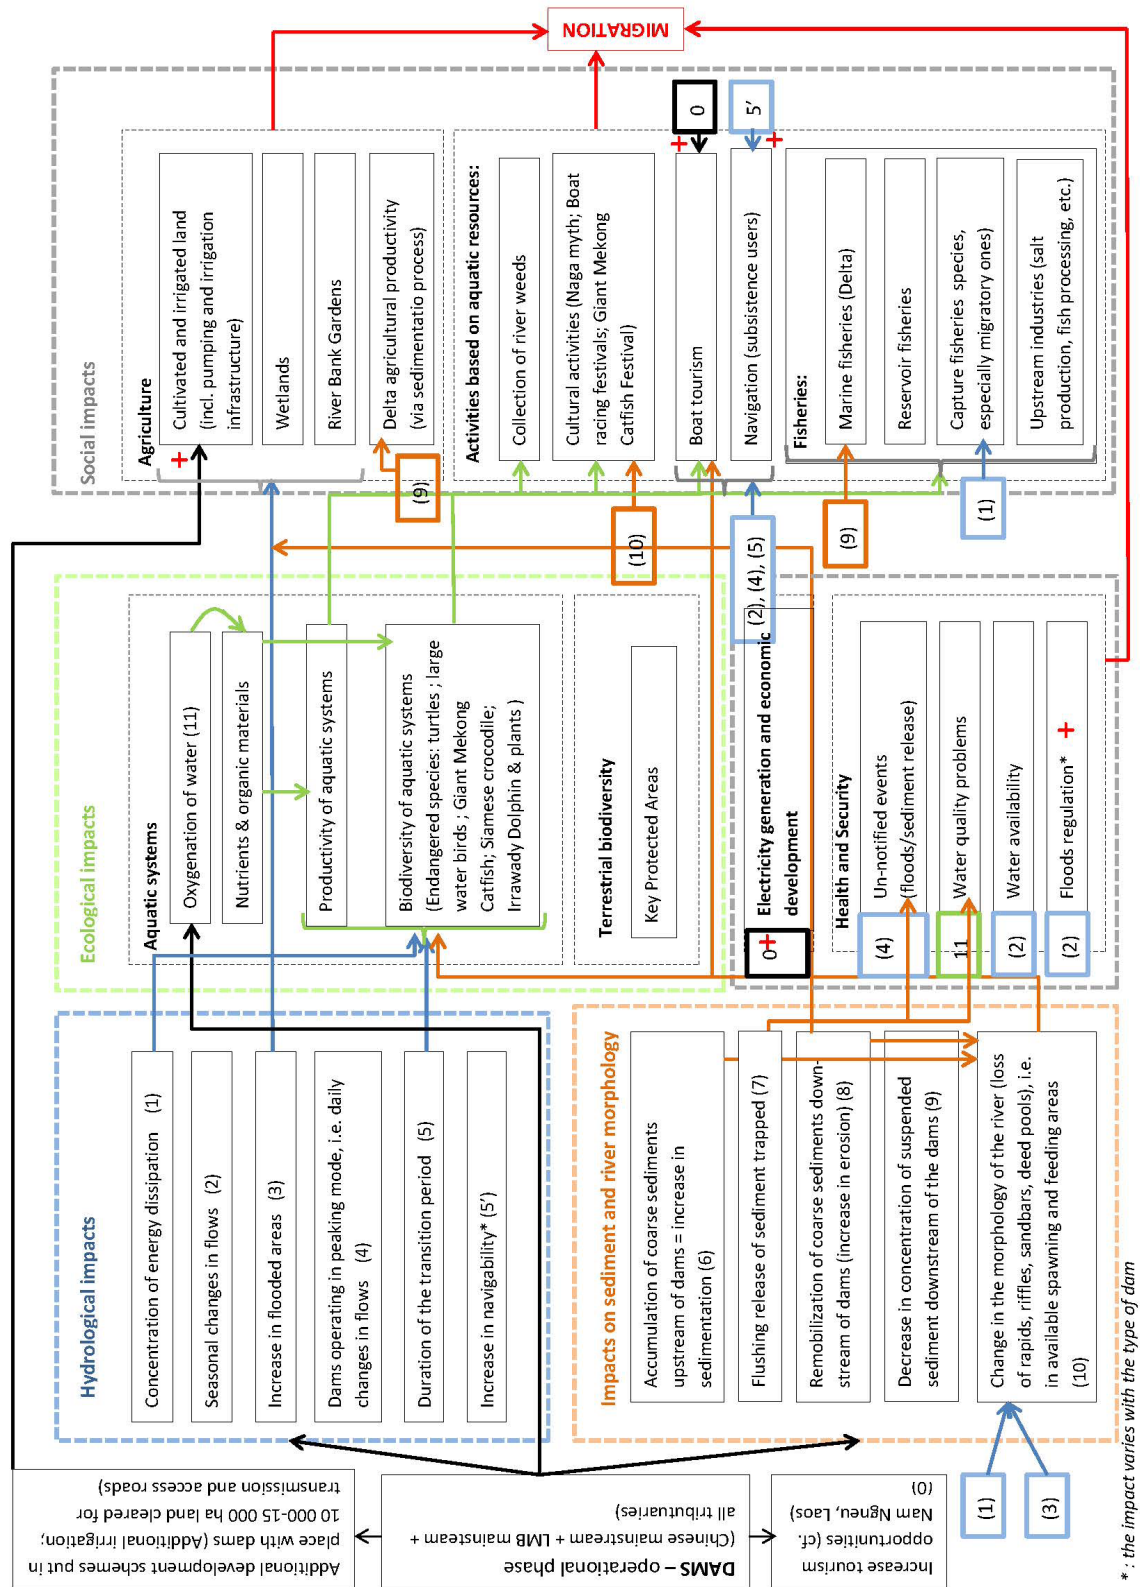 Additional development schemes put in
place with dams (Additional irrigation;
10 000-15 000 ha land cleared for
transmission and access roads)
DAMS – operational phase
(Chinese mainstream + LMB mainstream +
all tributaries)
Increase tourism
opportunities (cf.
Nam Ngneu, Laos)
(0)
Hydrological impacts
Concentration of energy dissipation (1)
Seasonal changes in flows (2)
Increase in flooded areas (3)
Dams operating in peaking mode, i.e. daily
changes in flows (4)
Duration of the transition period (5)
Increase in navigability* (5’)
Impacts on sediment and river morphology
Accumulation of coarse sediments
upstream of dams = increase in
sedimentation (6)
Flushing release of sediment trapped (7)
Remobilization of coarse sediments down-
stream of dams (increase in erosion) (8)
Decrease in concentration of suspended
sediment downstream of the dams (9)
Change in the morphology of the river (loss
of rapids, riffles, sandbars, deed pools), i.e.
in available spawning and feeding areas
(10)
(1)
(3)
Ecological impacts
Aquatic systems
Oxygenation of water (11)
Nutrients & organic materials
Productivity of aquatic systems
Biodiversity of aquatic systems
(Endangered species: turtles ; large
water birds ; Giant Mekong
Catfish; Siamese crocodile;
Irrawady Dolphin & plants )
Terrestrial biodiversity
Key Protected Areas
0
+
Electricity generation and economic
development
Health and Security
(4)
Un-notified events
(floods/sediment release)
11
Water quality problems
(2)
Water availability
(2)
Floods regulation*
+
Social impacts
Agriculture
+
Cultivated and irrigated land
(incl. pumping and irrigation
infrastructure)
Wetlands
River Bank Gardens
(9)
Delta agricultural productivity
(via sedimentatio process)
Activities based on aquatic resources:
Collection of river weeds
(10)
Cultural activities (Naga myth; Boat
racing festivals; Giant Mekong
Catfish Festival)
Boat tourism
+
0
(2), (4), (5)
Navigation (subsistence users)
+
5’
Fisheries:
(9)
Marine fisheries (Delta)
Reservoir fisheries
(1)
Capture fisheries species,
especially migratory ones
Upstream industries (salt
production, fish processing, etc.)
MIGRATION
* : the impact varies with the type of dam